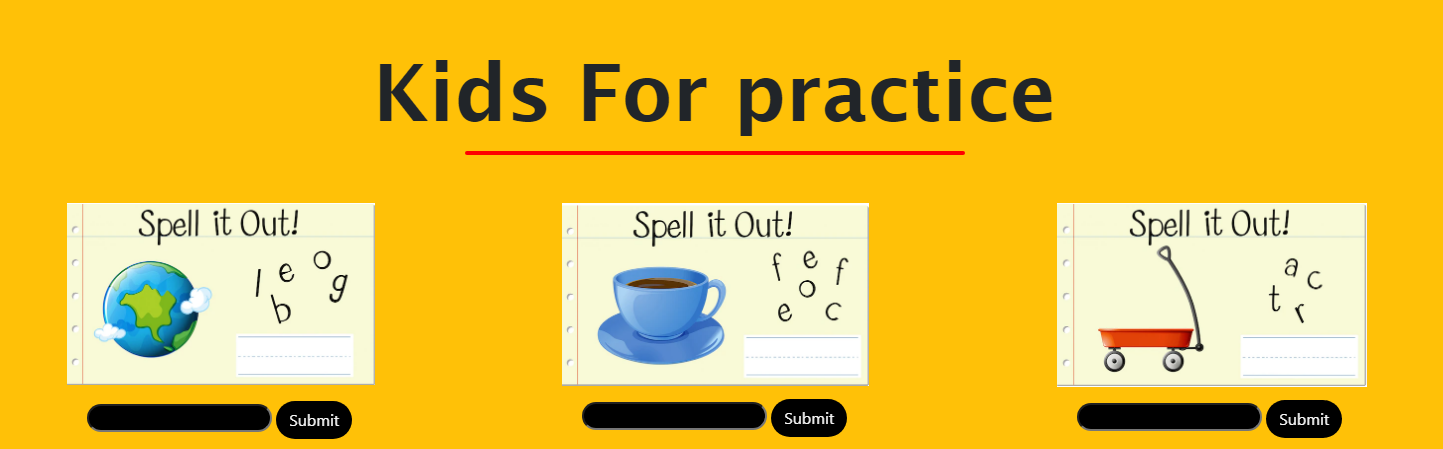 Kids For practice
Spell it Out!
l e o g
b
Submit
Spell it Out!
f e f
o
e c
Submit
Spell it Out!
a c
t r
Submit